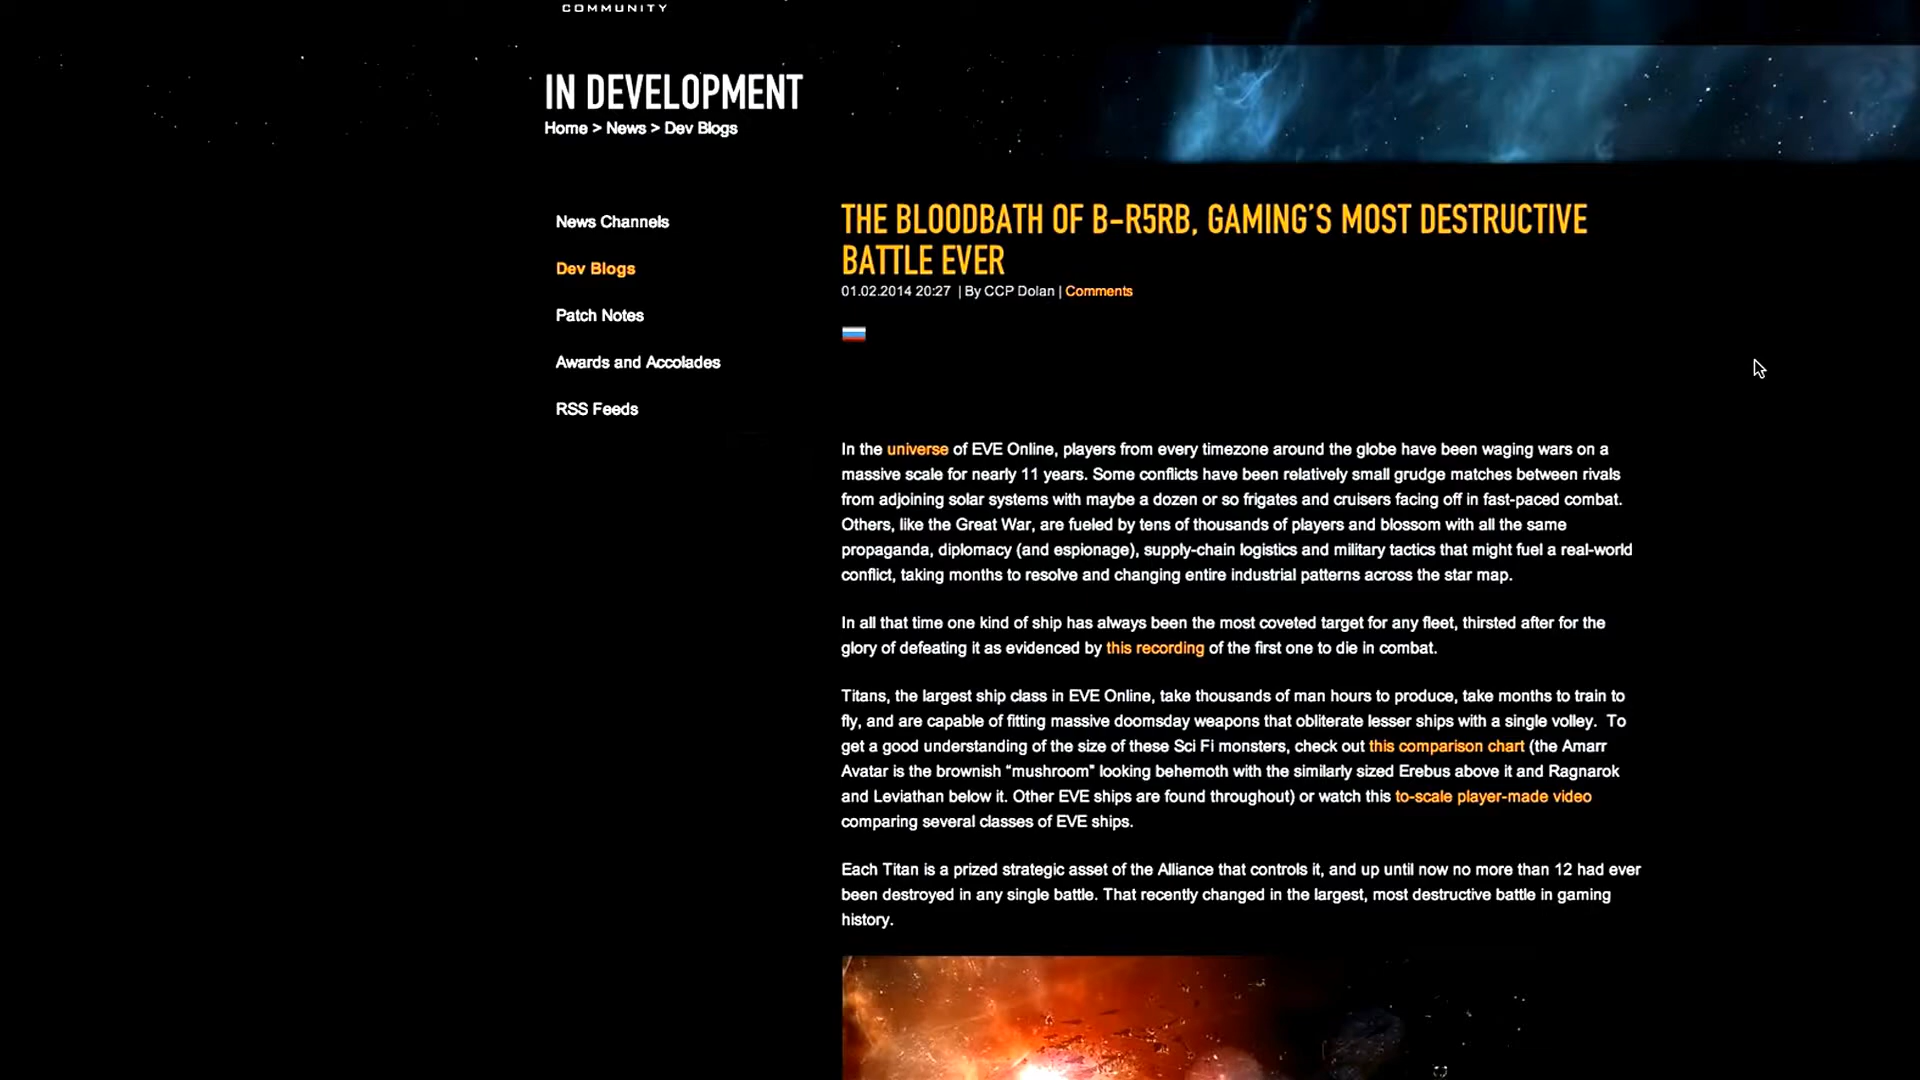 COMMUNITY
IN DEVELOPMENT
Home > News > Dev Blogs
News Channels
Dev Blogs
Patch Notes
Awards and Accolades
RSS Feeds
THE BLOODBATH OF B-R5RB, GAMING'S MOST DESTRUCTIVE
BATTLE EVER
01.02.2014 20:27 | By CCP Dolan | Comments
In the universe of EVE Online, players from every timezone around the globe have been waging wars on a
massive scale for nearly 11 years. Some conflicts have been relatively small grudge matches between rivals
from adjoining solar systems with maybe a dozen or so frigates and cruisers facing off in fast-paced combat.
Others, like the Great War, are fueled by tens of thousands of players and blossom with all the same
propaganda, diplomacy (and espionage), supply-chain logistics and military tactics that might fuel a real-world
conflict, taking months to resolve and changing entire industrial patterns across the star map.
In all that time one kind of ship has always been the most coveted target for any fleet, thirsted after for the
glory of defeating it as evidenced by this recording of the first one to die in combat.
Titans, the largest ship class in EVE Online, take thousands of man hours to produce, take months to train to
fly, and are capable of fitting massive doomsday weapons that obliterate lesser ships with a single volley. To
get a good understanding of the size of these Sci Fi monsters, check out this comparison chart (the Amarr
Avatar is the brownish “mushroom” looking behemoth with the similarly sized Erebus above it and Ragnarok
and Leviathan below it. Other EVE ships are found throughout) or watch this to-scale player-made video
comparing several classes of EVE ships.
Each Titan is a prized strategic asset of the Alliance that controls it, and up until now no more than 12 had ever
been destroyed in any single battle. That recently changed in the largest, most destructive battle in gaming
history.